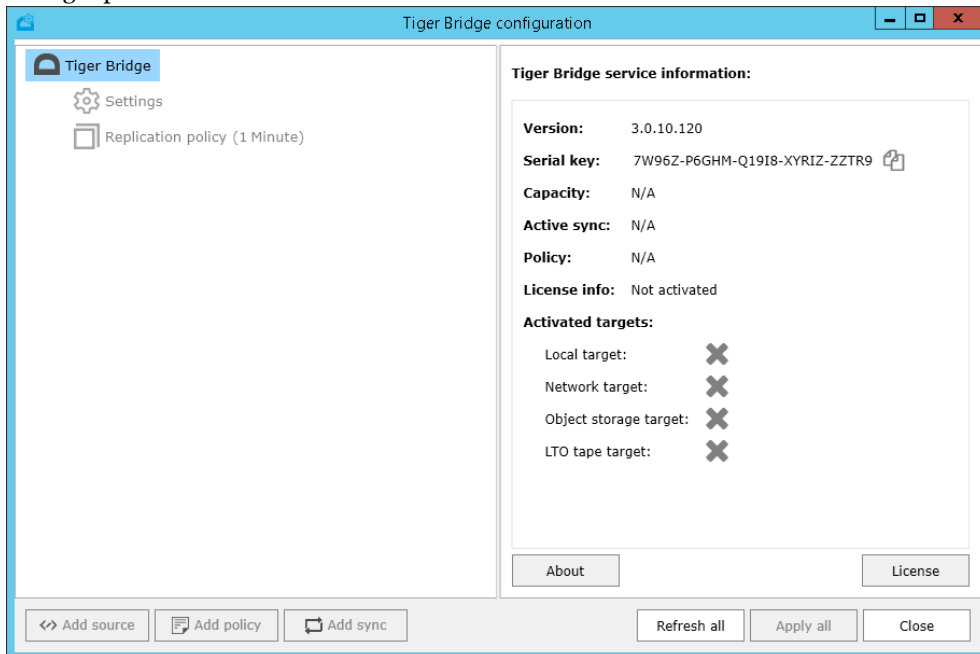 Tiger Bridge configuration
Tiger Bridge
Settings
Replication policy (1 Minute)
Tiger Bridge service information:
Version: 3.0.10.120
Serial key: 7W96Z-P6GHM-Q19I8-XYRIZ-ZZTR9
Capacity: N/A
Active sync: N/A
Policy: N/A
License info: Not activated
Activated targets:
Local target:
Network target:
Object storage target:
LTO tape target:
About
License
Add source
Add policy
Add sync
Refresh all
Apply all
Close